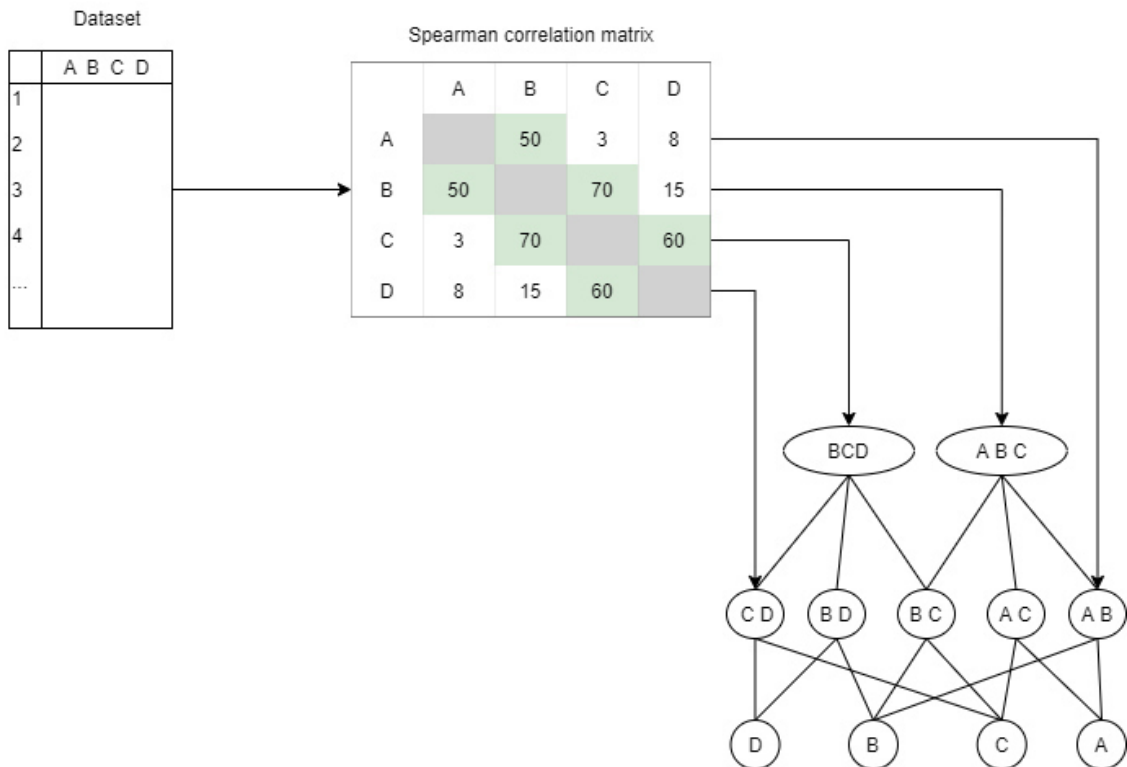 Dataset
A B C D
1
2
3
4
...
Spearman correlation matrix
A B C D
A 50 3 8
B 50 70 15
C 3 70 60
D 8 15 60
BCD A B C
C D B D B C A C A B
D B C A